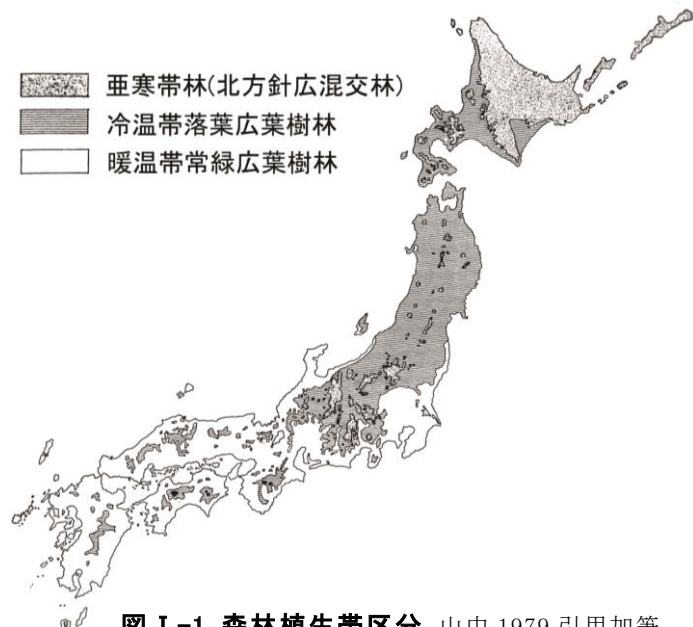 亜寒帯林(北方針広混交林)
冷温帯落葉広葉樹林
暖温帯常緑広葉樹林
図Ⅰ-1 森林植生帯区分 山中 1979 引用加筆